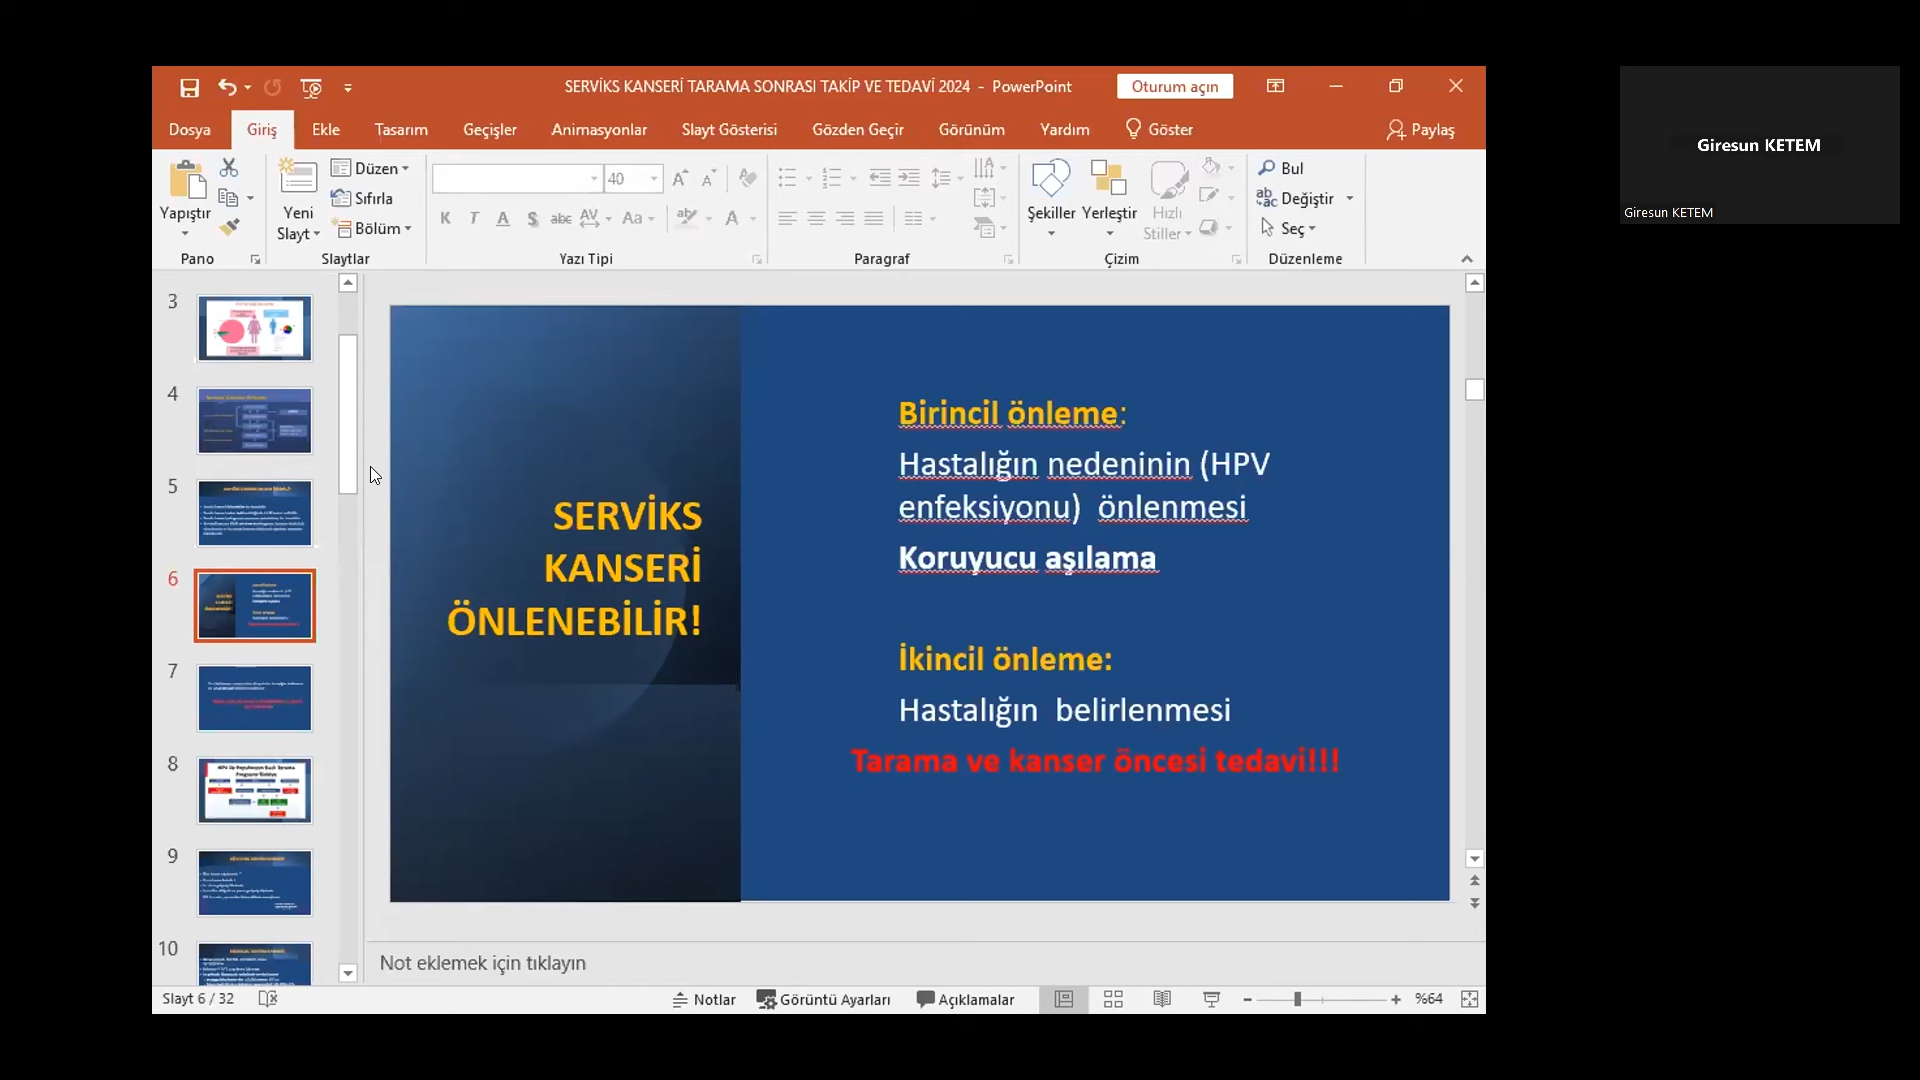 SERVİKS KANSERİ TARAMA SONRASI TAKİP VE TEDAVİ 2024 - PowerPoint
Oturum açın
Dosya
Giriş
Ekle
Tasarım
Geçişler
Animasyonlar
Slayt Gösterisi
Gözden Geçir
Görünüm
Yardım
Göster
Paylaş
Yapıştır
Yeni
Slayt
Düzen
Sıfırla
Bölüm
40
K T A S abc AV Aa
A
Şekiller
Yerleştir
Hızlı
Stiller
Bul
Değiştir
Seç
Pano
Slaytlar
Yazı Tipi
Paragraf
Çizim
Düzenleme
3
4
5
6
7
8
9
10
SERVİKS
KANSERİ
ÖNLENEBİLİR!
Birincil önleme:
Hastalığın nedeninin (HPV
enfeksiyonu) önlenmesi
Koruyucu aşılama
İkincil önleme:
Hastalığın belirlenmesi
Tarama ve kanser öncesi tedavi!!!
Not eklemek için tıklayın
Slayt 6 / 32
Notlar
Görüntü Ayarları
Açıklamalar
%64
Giresun KETEM
Giresun KETEM